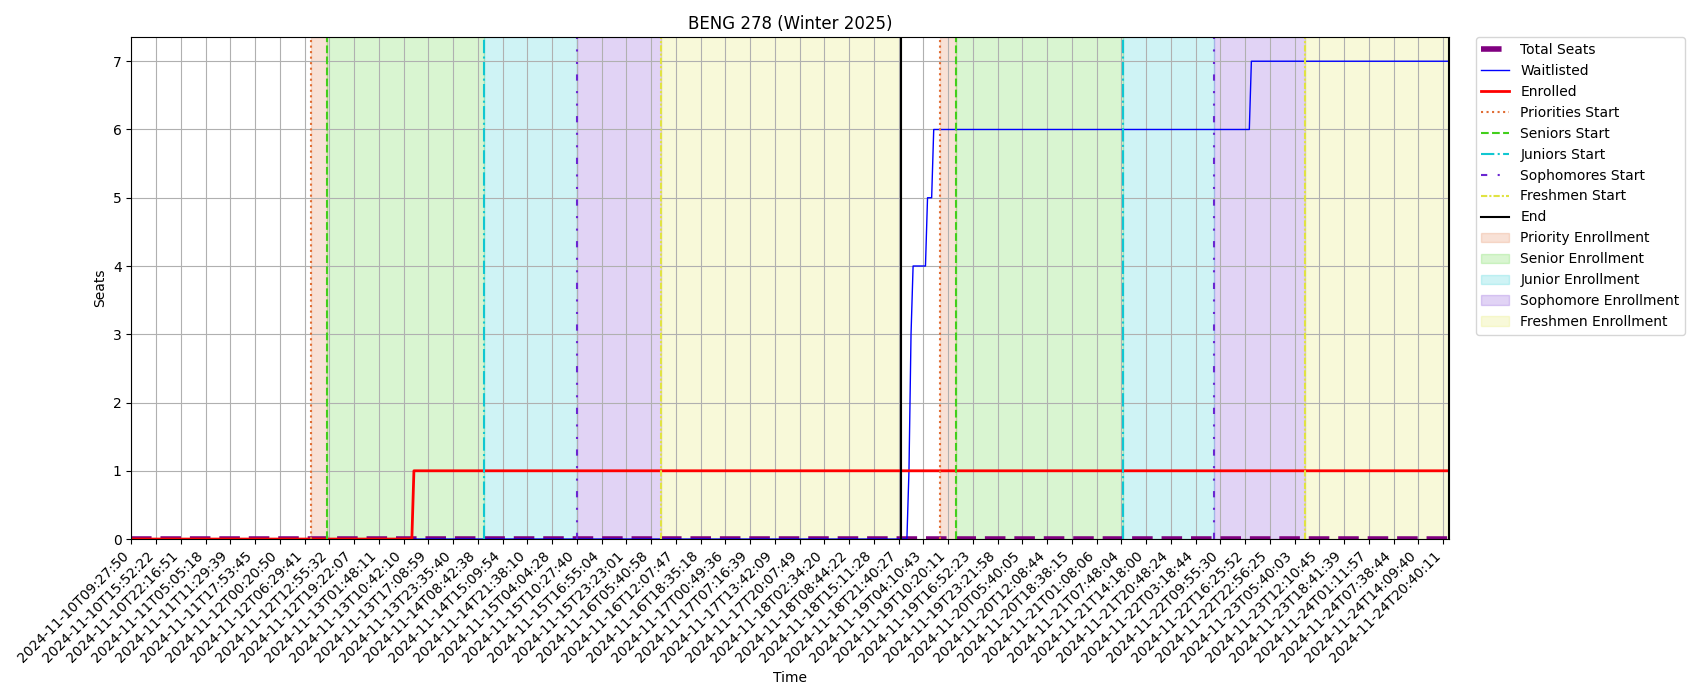 BENG 278 (Winter 2025)
7
6
5
4
3
2
1
0
Seats
2024-11-10T09:27:50
2024-11-10T15:52:22
2024-11-10T22:16:51
2024-11-11T05:05:18
2024-11-11T11:29:39
2024-11-11T17:53:45
2024-11-12T00:20:50
2024-11-12T06:29:41
2024-11-12T12:55:32
2024-11-12T19:22:07
2024-11-13T01:48:11
2024-11-13T10:42:10
2024-11-13T17:08:59
2024-11-13T23:35:40
2024-11-14T08:42:38
2024-11-14T15:09:54
2024-11-14T21:38:10
2024-11-15T04:04:28
2024-11-15T10:27:40
2024-11-15T16:55:04
2024-11-15T23:23:01
2024-11-16T05:40:58
2024-11-16T12:07:47
2024-11-16T18:35:18
2024-11-17T00:49:36
2024-11-17T07:16:39
2024-11-17T13:42:09
2024-11-17T20:07:49
2024-11-18T02:34:20
2024-11-18T08:44:22
2024-11-18T15:11:28
2024-11-18T21:40:27
2024-11-19T04:10:43
2024-11-19T10:20:11
2024-11-19T16:52:23
2024-11-19T23:21:58
2024-11-20T05:40:05
2024-11-20T12:08:44
2024-11-20T18:38:15
2024-11-21T01:08:06
2024-11-21T07:48:04
2024-11-21T14:18:00
2024-11-21T20:48:24
2024-11-22T03:18:44
2024-11-22T09:55:30
2024-11-22T16:25:52
2024-11-22T22:56:25
2024-11-23T05:40:03
2024-11-23T12:10:45
2024-11-23T18:41:39
2024-11-24T01:11:57
2024-11-24T07:38:44
2024-11-24T14:09:40
2024-11-24T20:40:11
Time
Total Seats
Waitlisted
Enrolled
Priorities Start
Seniors Start
Juniors Start
Sophomores Start
Freshmen Start
End
Priority Enrollment
Senior Enrollment
Junior Enrollment
Sophomore Enrollment
Freshmen Enrollment